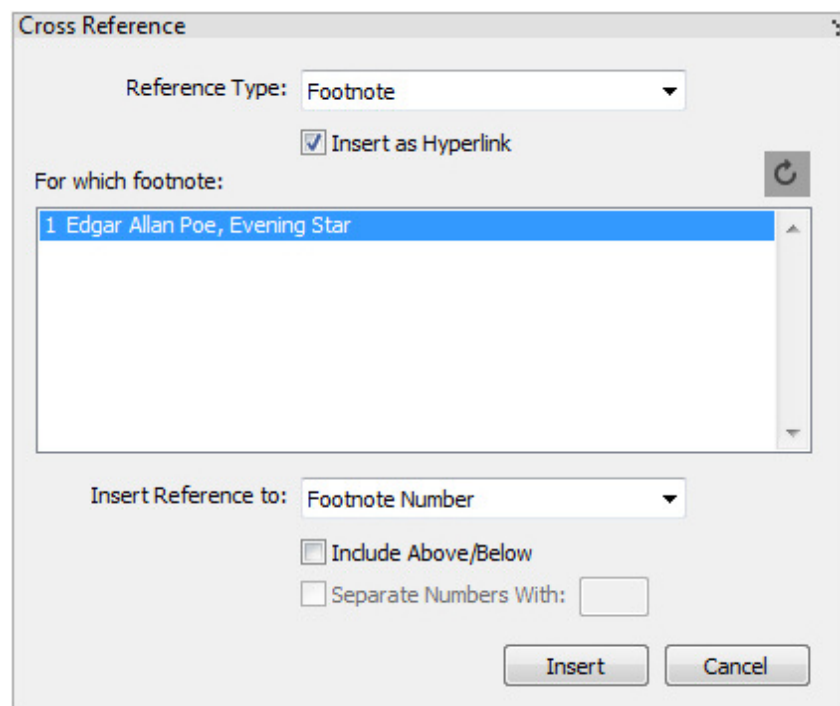 Cross Reference
Reference Type: Footnote
Insert as Hyperlink
For which footnote:
1 Edgar Allan Poe, Evening Star
Insert Reference to: Footnote Number
Include Above/Below
Separate Numbers With:
Insert Cancel